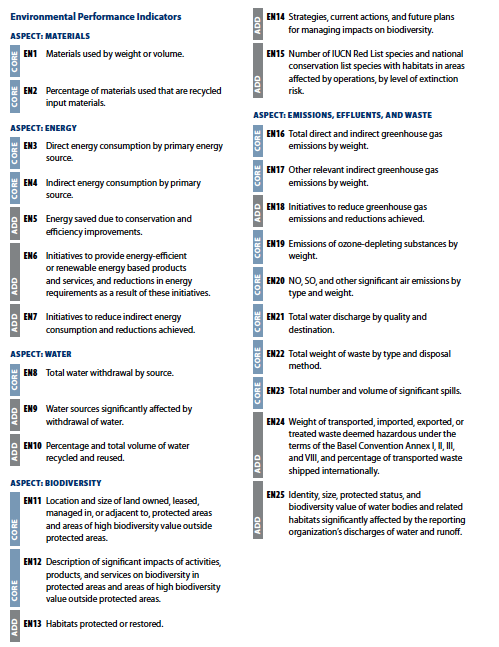 Environmental Performance Indicators
ASPECT: MATERIALS
CORE EN1 Materials used by weight or volume.
CORE EN2 Percentage of materials used that are recycled
input materials.
ASPECT: ENERGY
CORE EN3 Direct energy consumption by primary energy
source.
CORE EN4 Indirect energy consumption by primary
source.
ADD EN5 Energy saved due to conservation and
efficiency improvements.
ADD EN6 Initiatives to provide energy-efficient
or renewable energy based products
and services, and reductions in energy
requirements as a result of these initiatives.
ADD EN7 Initiatives to reduce indirect energy
consumption and reductions achieved.
ASPECT: WATER
CORE EN8 Total water withdrawal by source.
ADD EN9 Water sources significantly affected by
withdrawal of water.
ADD EN10 Percentage and total volume of water
recycled and reused.
ASPECT: BIODIVERSITY
CORE EN11 Location and size of land owned, leased,
managed in, or adjacent to, protected areas
and areas of high biodiversity value outside
protected areas.
CORE EN12 Description of significant impacts of activities,
products, and services on biodiversity in
protected areas and areas of high biodiversity
value outside protected areas.
ADD EN13 Habitats protected or restored.
ADD EN14 Strategies, current actions, and future plans
for managing impacts on biodiversity.
ADD EN15 Number of IUCN Red List species and national
conservation list species with habitats in areas
affected by operations, by level of extinction
risk.
ASPECT: EMISSIONS, EFFLUENTS, AND WASTE
CORE EN16 Total direct and indirect greenhouse gas
emissions by weight.
CORE EN17 Other relevant indirect greenhouse gas
emissions by weight.
ADD EN18 Initiatives to reduce greenhouse gas
emissions and reductions achieved.
CORE EN19 Emissions of ozone-depleting substances by
weight.
CORE EN20 NO, SO, and other significant air emissions by
type and weight.
CORE EN21 Total water discharge by quality and
destination.
CORE EN22 Total weight of waste by type and disposal
method.
CORE EN23 Total number and volume of significant spills.
ADD EN24 Weight of transported, imported, exported, or
treated waste deemed hazardous under the
terms of the Basel Convention Annex I, II, III,
and VIII, and percentage of transported waste
shipped internationally.
ADD EN25 Identity, size, protected status, and
biodiversity value of water bodies and related
habitats significantly affected by the reporting
organization's discharges of water and runoff.